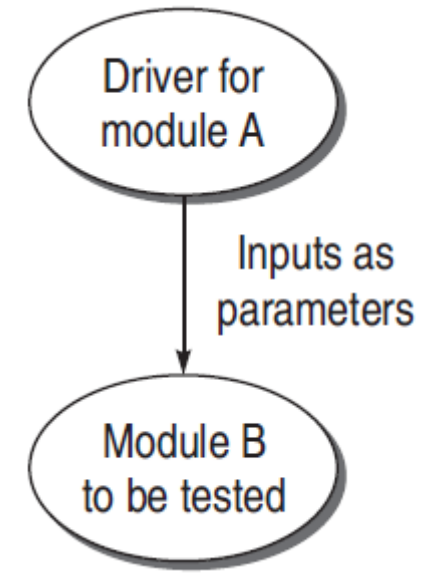 Driver for
module A
Inputs as
parameters
Module B
to be tested